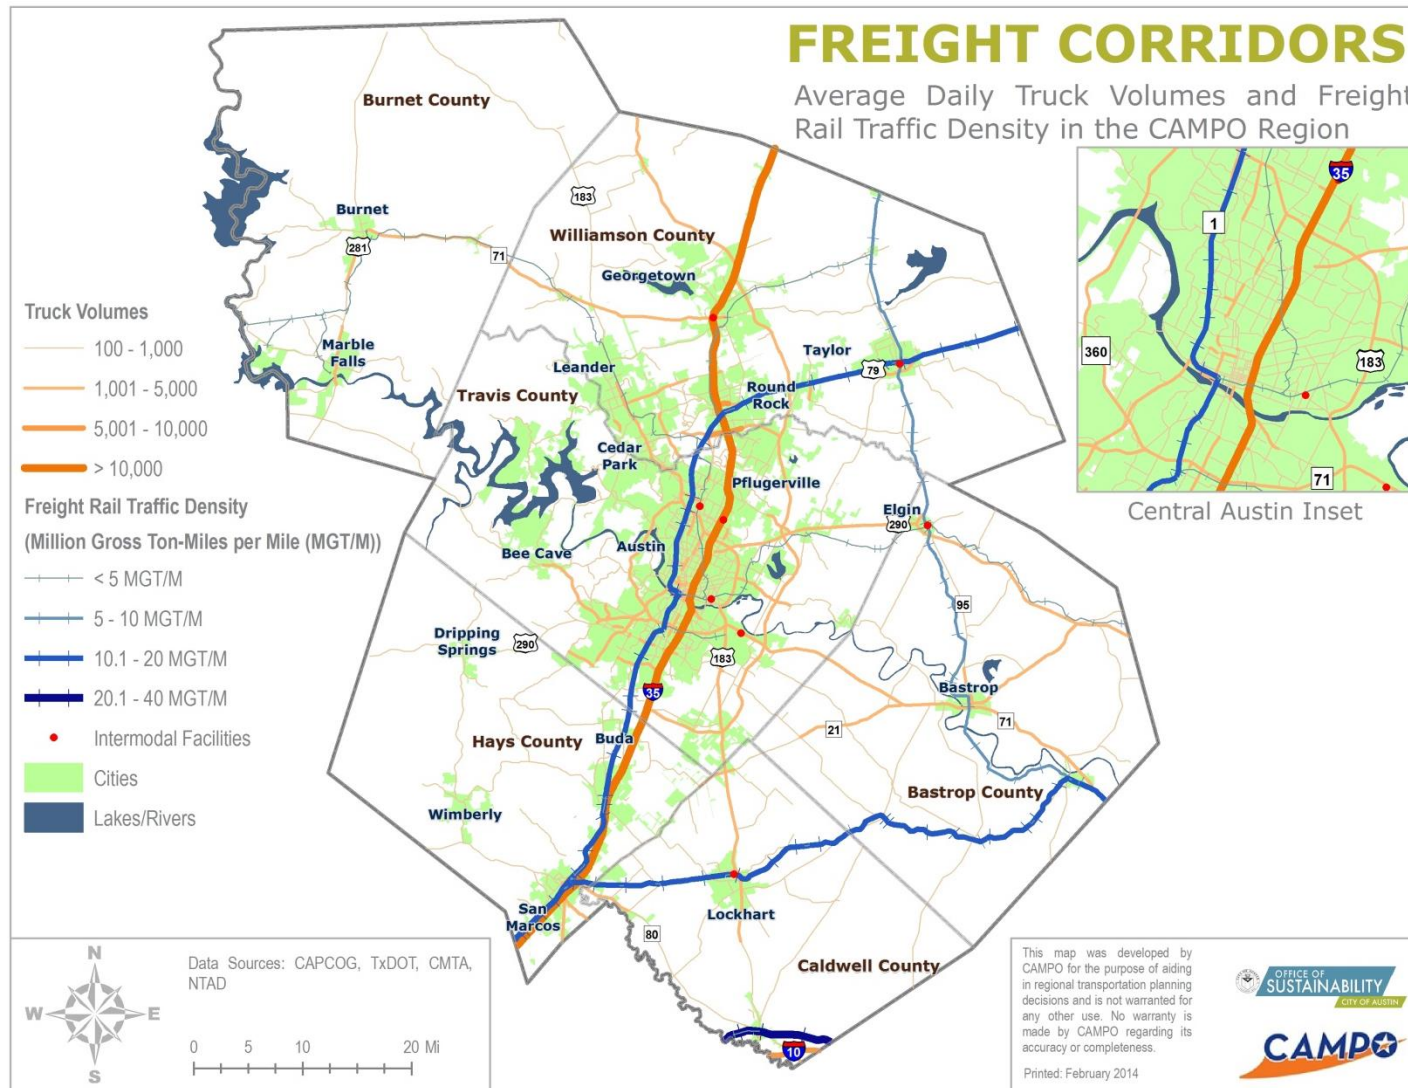 FREIGHT CORRIDORS
Average Daily Truck Volumes and Freight
Rail Traffic Density in the CAMPO Region
Burnet County
183
Burnet
281
71
Williamson County
Georgetown
Marble
Falls
Leander
Travis County
Taylor
79
Round
Rock
Cedar
Park
Pflugerville
Elgin
290
Bee Cave
Austin
95
Dripping
Springs
290
183
35
Bastrop
71
21
Hays County
Buda
Bastrop County
Wimberly
San
Marcos
Lockhart
80
Caldwell County
10
35
1
360
183
71
Central Austin Inset
Truck Volumes
100 - 1,000
1,001 - 5,000
5,001 - 10,000
> 10,000
Freight Rail Traffic Density
(Million Gross Ton-Miles per Mile (MGT/M))
< 5 MGT/M
5 - 10 MGT/M
10.1 - 20 MGT/M
20.1 - 40 MGT/M
Intermodal Facilities
Cities
Lakes/Rivers
N
W E
S
Data Sources: CAPCOG, TxDOT, CMTA,
NTAD
0 5 10 20 Mi
This map was developed by
CAMPO for the purpose of aiding
in regional transportation planning
decisions and is not warranted for
any other use. No warranty is
made by CAMPO regarding its
accuracy or completeness.
Printed: February 2014
OFFICE OF
SUSTAINABILITY
CITY OF AUSTIN
CAMPO